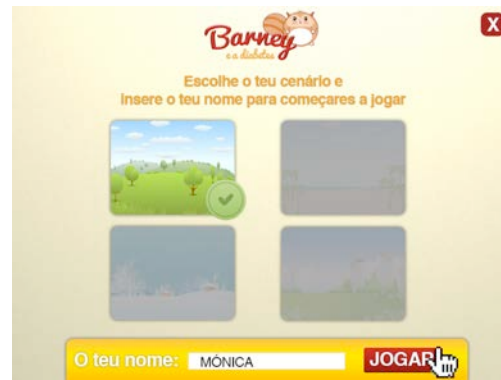 X
Barney
e a diabetes
Escolhe o teu cenário e
insere o teu nome para começares a jogar
O teu nome: MÓNICA JOGAR